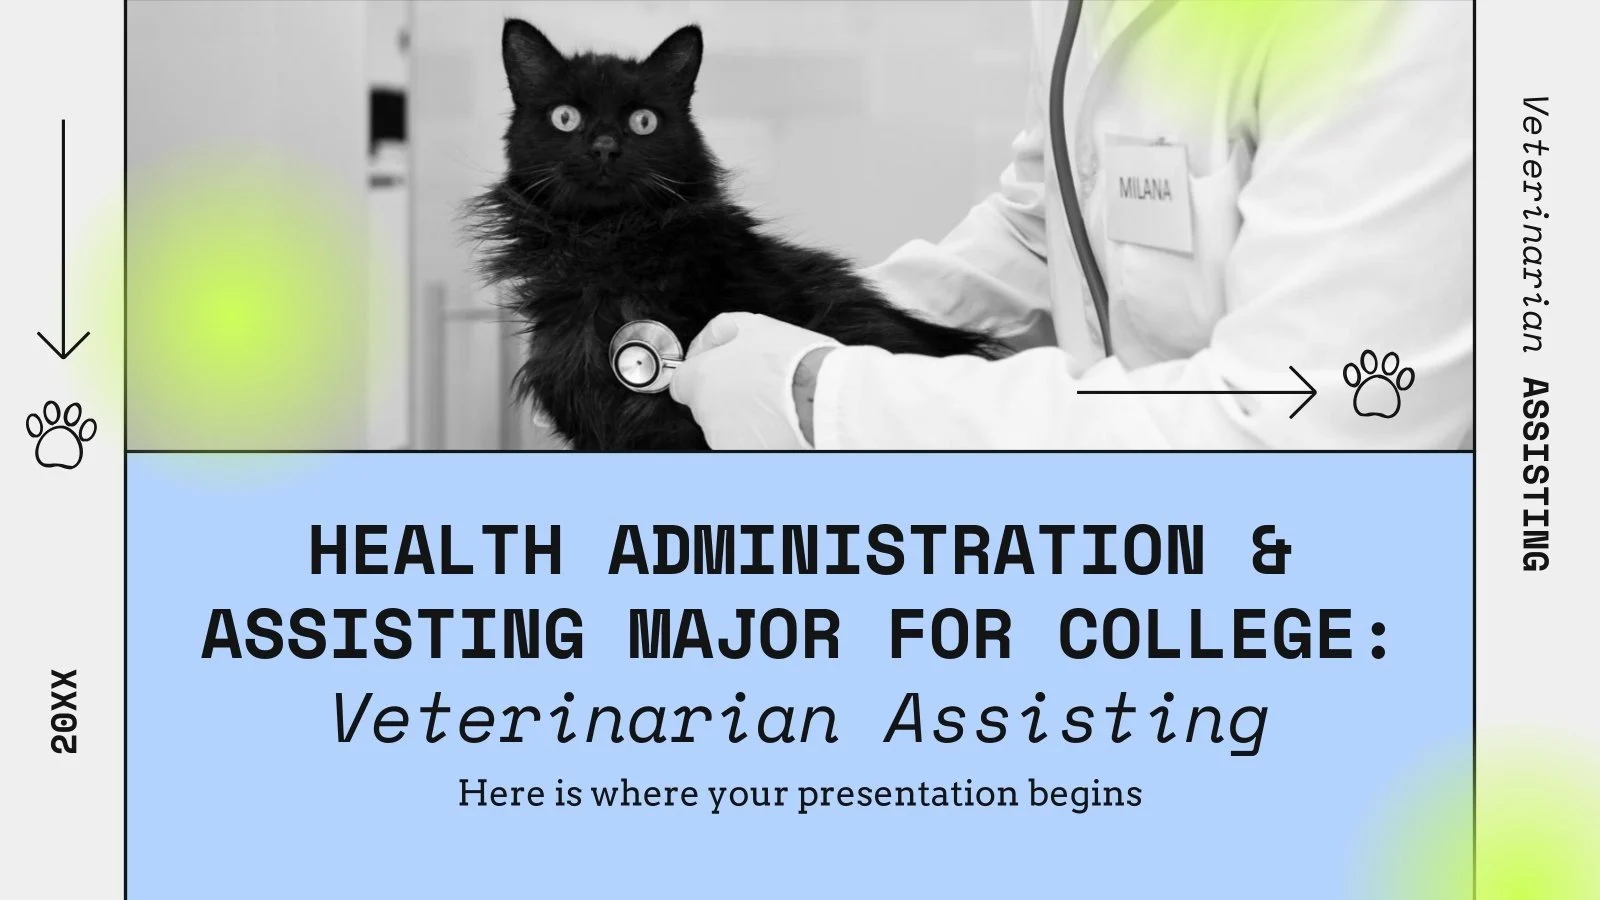 MILANA
Veterinarian ASSISTING
20XX
HEALTH ADMINISTRATION &
ASSISTING MAJOR FOR COLLEGE:
Veterinarian Assisting
Here is where your presentation begins